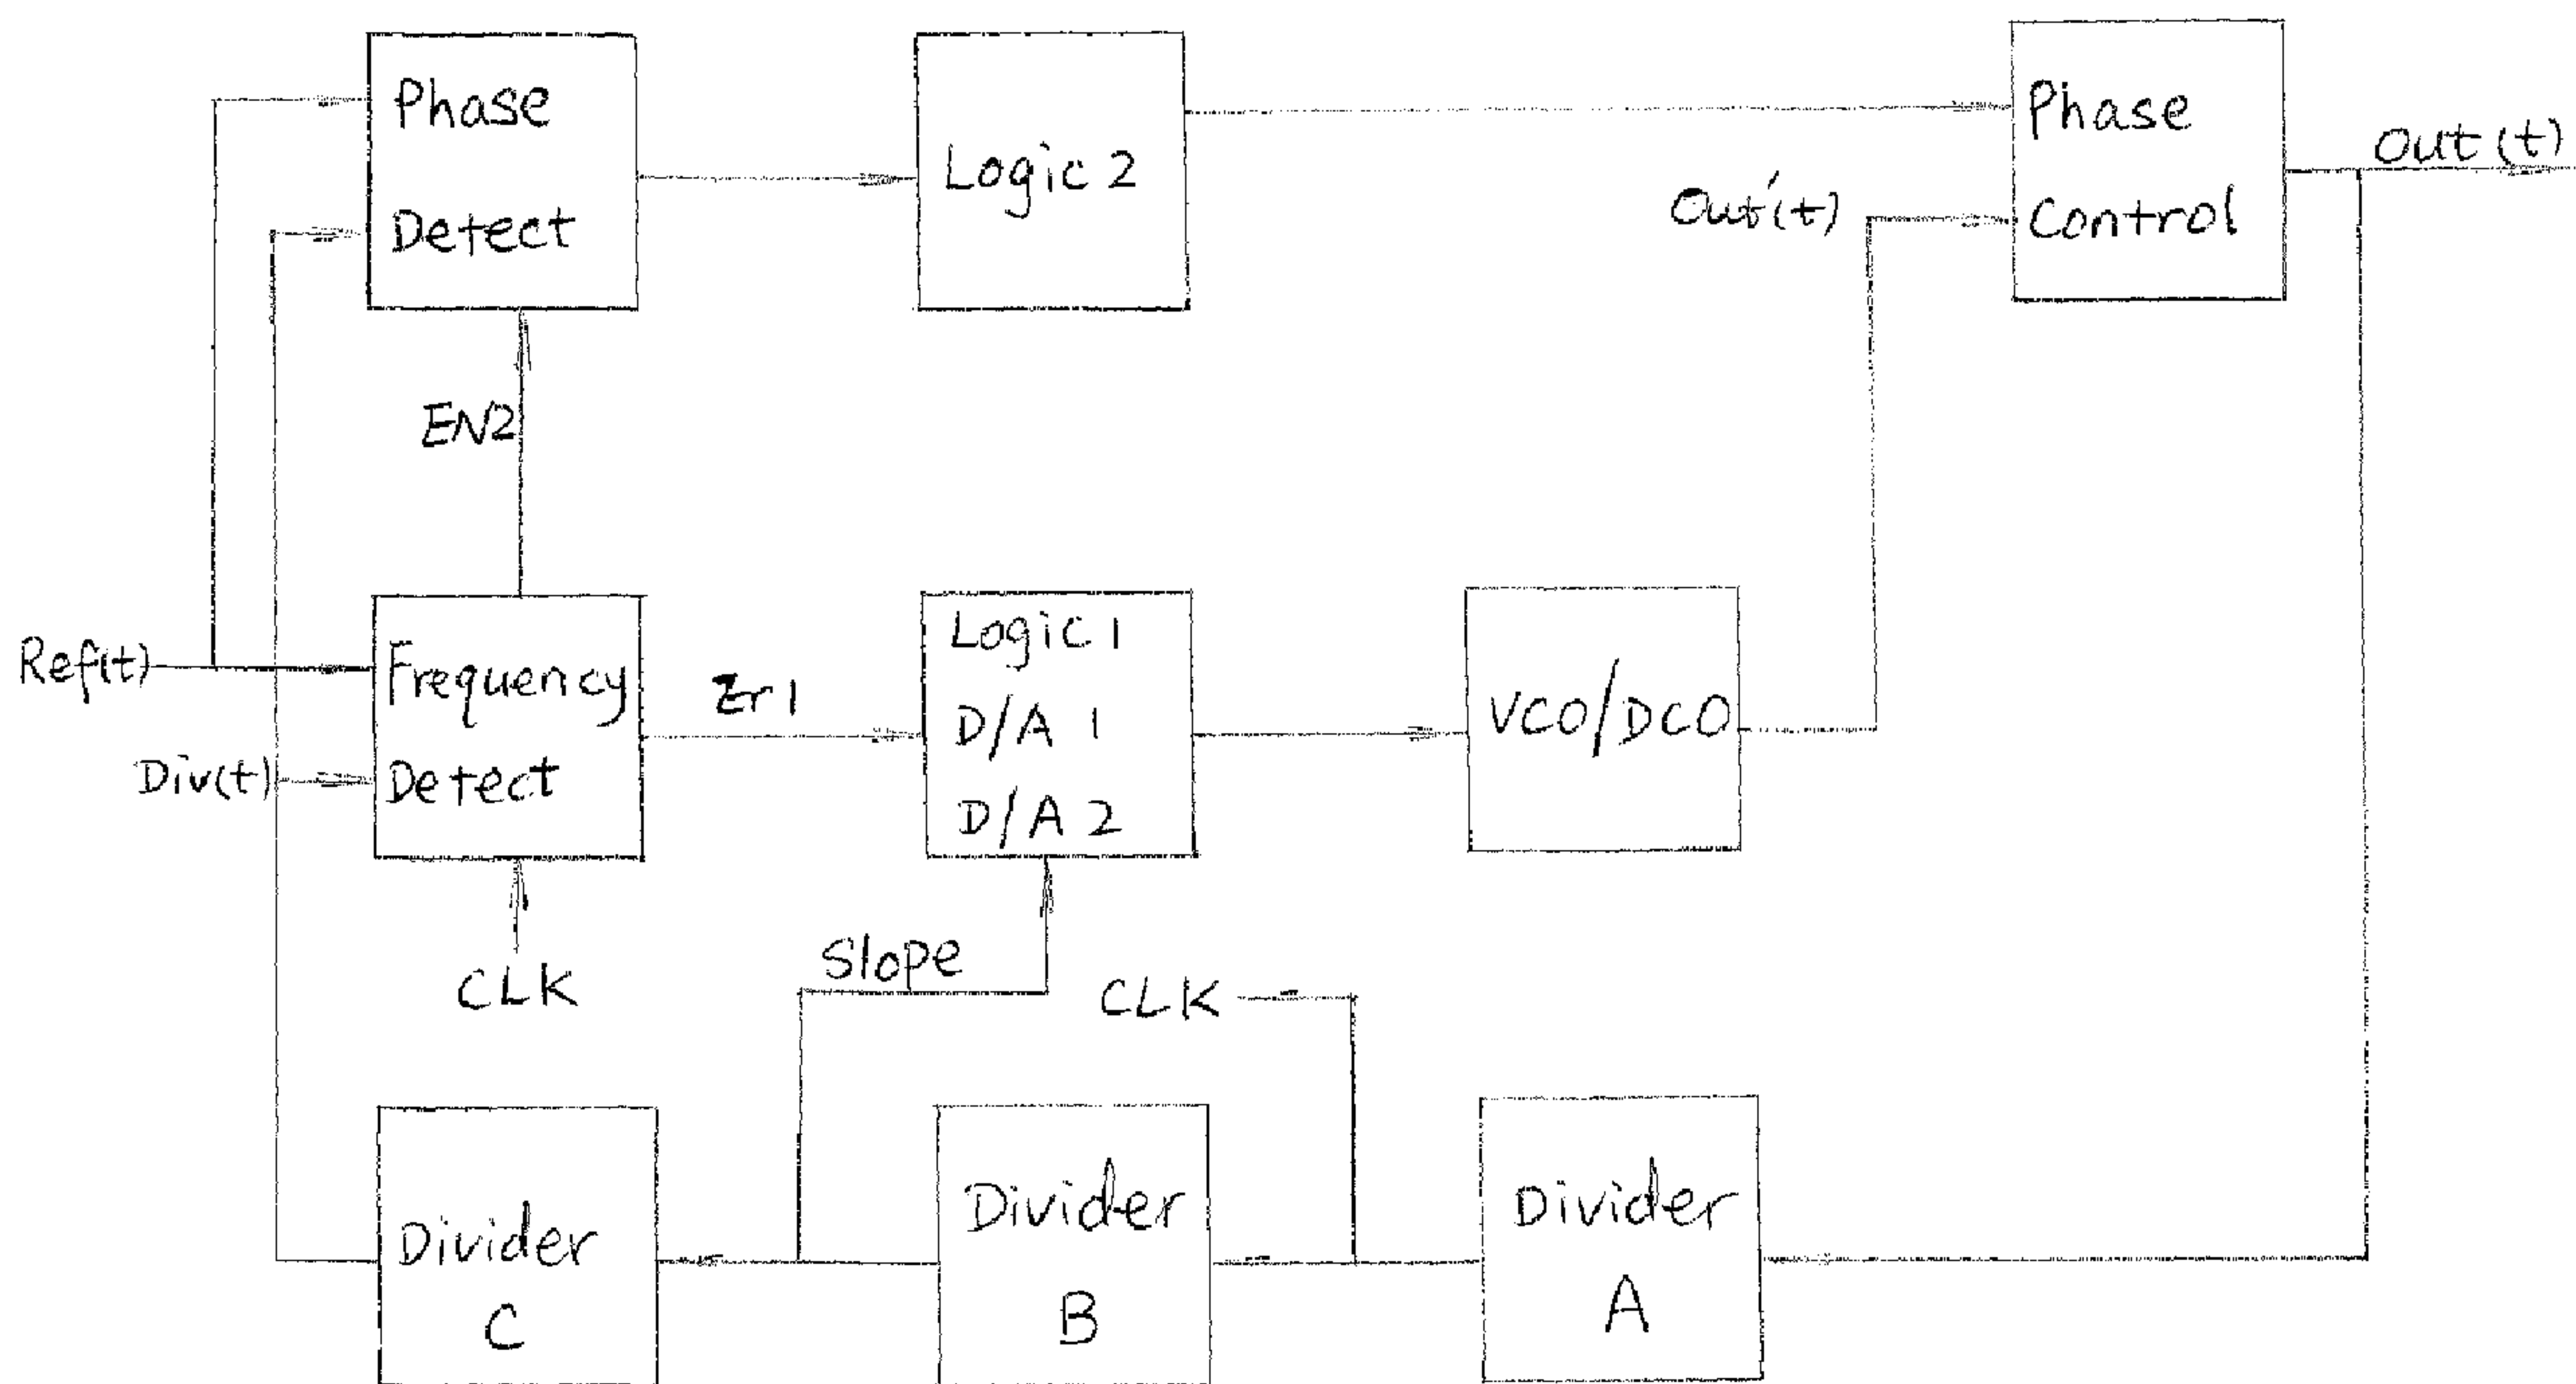 Phase
Detect
Logic 2
Phase
Control
Out(t)
Out'(t)
EN2
Ref(t)
Div(t)
Frequency
Detect
Er1
Logic 1
D/A 1
D/A 2
VCO/DCO
CLK
Slope
CLK
Divider
C
Divider
B
Divider
A